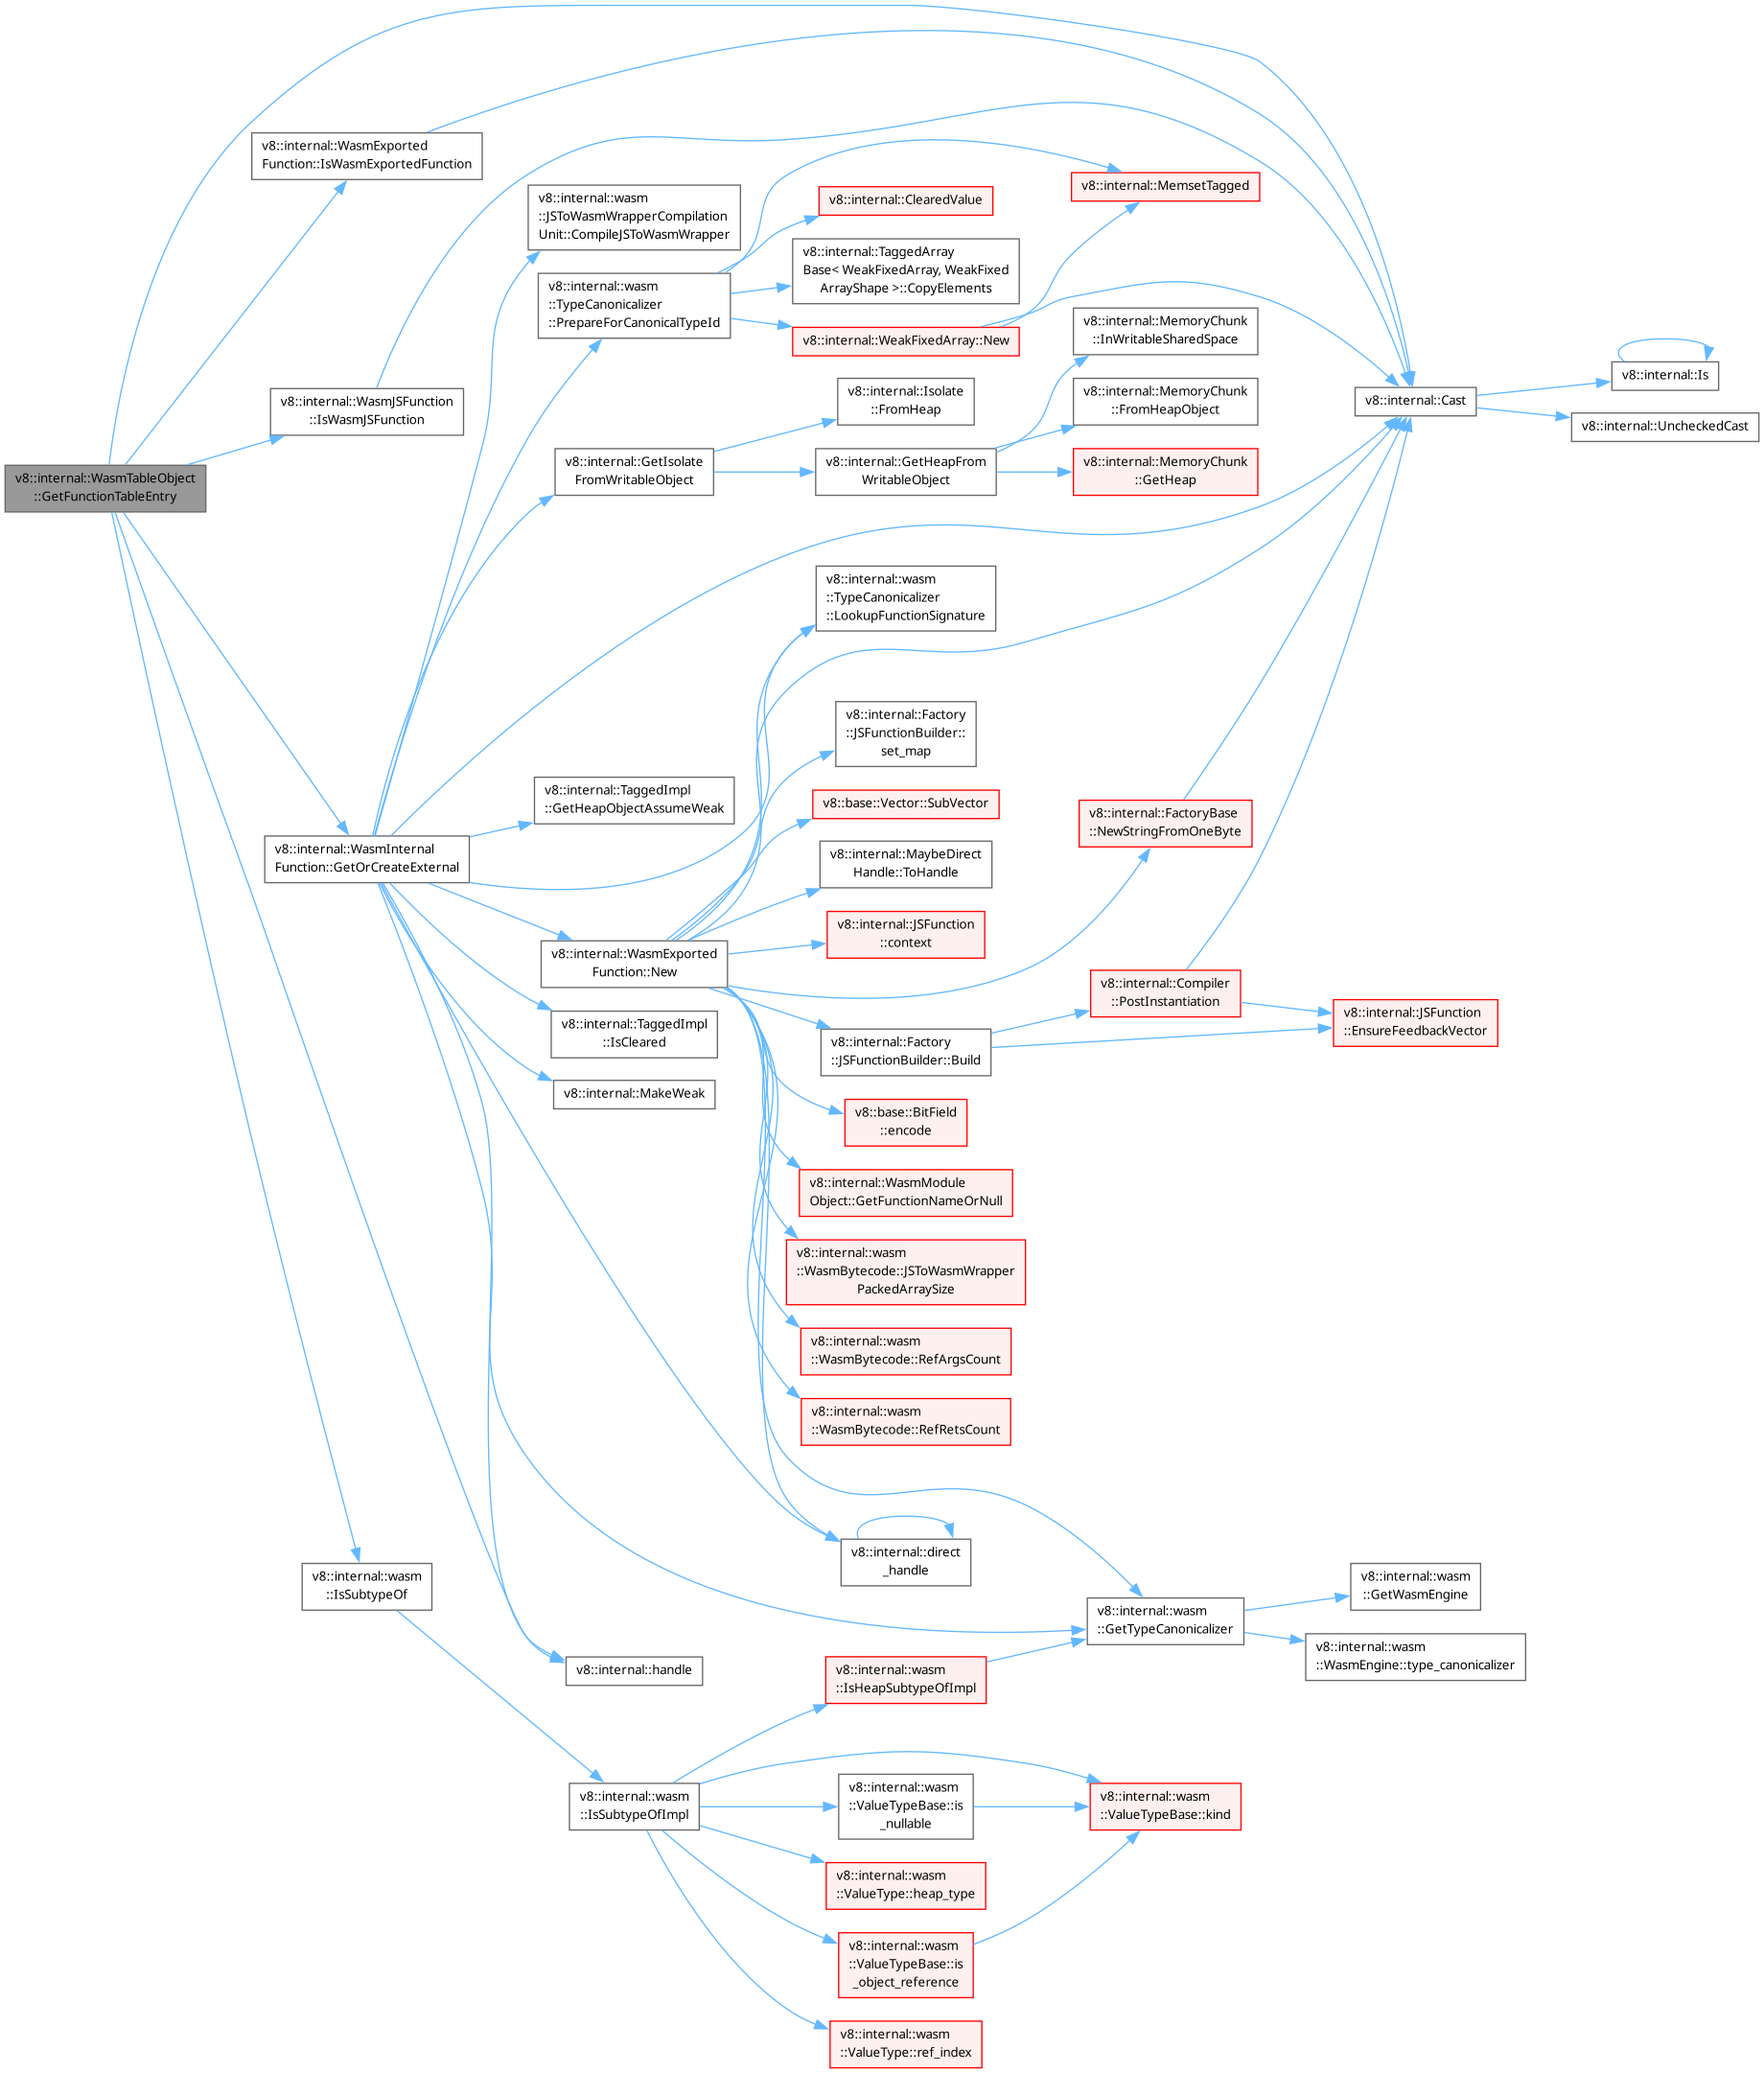 v8::internal::WasmTableObject
::GetFunctionTableEntry
v8::internal::WasmExported
Function::IsWasmExportedFunction
v8::internal::WasmJSFunction
::IsWasmJSFunction
v8::internal::WasmInternal
Function::GetOrCreateExternal
v8::internal::wasm
::IsSubtypeOf
v8::internal::wasm
::JSToWasmWrapperCompilation
Unit::CompileJSToWasmWrapper
v8::internal::wasm
::TypeCanonicalizer
::PrepareForCanonicalTypeId
v8::internal::GetIsolate
FromWritableObject
v8::internal::TaggedImpl
::GetHeapObjectAssumeWeak
v8::internal::WasmExported
Function::New
v8::internal::TaggedImpl
::IsCleared
v8::internal::MakeWeak
v8::internal::handle
v8::internal::wasm
::IsSubtypeOfImpl
v8::internal::ClearedValue
v8::internal::TaggedArray
Base< WeakFixedArray, WeakFixed
ArrayShape >::CopyElements
v8::internal::WeakFixedArray::New
v8::internal::Isolate
::FromHeap
v8::internal::GetHeapFrom
WritableObject
v8::internal::wasm
::TypeCanonicalizer
::LookupFunctionSignature
v8::internal::Factory
::JSFunctionBuilder::
set_map
v8::base::Vector::SubVector
v8::internal::MaybeDirect
Handle::ToHandle
v8::internal::JSFunction
::context
v8::internal::Factory
::JSFunctionBuilder::Build
v8::base::BitField
::encode
v8::internal::WasmModule
Object::GetFunctionNameOrNull
v8::internal::wasm
::WasmBytecode::JSToWasmWrapper
PackedArraySize
v8::internal::wasm
::WasmBytecode::RefArgsCount
v8::internal::wasm
::WasmBytecode::RefRetsCount
v8::internal::direct
_handle
v8::internal::wasm
::IsHeapSubtypeOfImpl
v8::internal::wasm
::ValueTypeBase::is
_nullable
v8::internal::wasm
::ValueType::heap_type
v8::internal::wasm
::ValueTypeBase::is
_object_reference
v8::internal::wasm
::ValueType::ref_index
v8::internal::MemsetTagged
v8::internal::MemoryChunk
::InWritableSharedSpace
v8::internal::MemoryChunk
::FromHeapObject
v8::internal::MemoryChunk
::GetHeap
v8::internal::FactoryBase
::NewStringFromOneByte
v8::internal::Compiler
::PostInstantiation
v8::internal::wasm
::GetTypeCanonicalizer
v8::internal::wasm
::ValueTypeBase::kind
v8::internal::Cast
v8::internal::JSFunction
::EnsureFeedbackVector
v8::internal::wasm
::GetWasmEngine
v8::internal::wasm
::WasmEngine::type_canonicalizer
v8::internal::Is
v8::internal::UncheckedCast